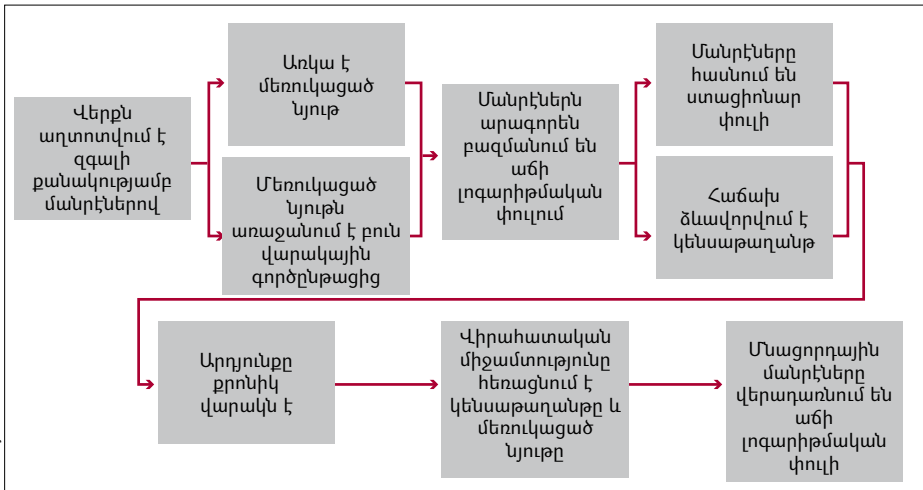 Վերքն
աղտոտվում է
զգալի
քանակությամբ
մանրէներով
Առկա է
մեռուկացած
նյութ
Մեռուկացած
նյութն
առաջանում է բուն
վարակային
գործընթացից
Մանրէներն
արագորեն
բազմանում են
աճի
լոգարիթմական
փուլում
Մանրէները
հասնում են
ստացիոնար
փուլի
Հաճախ
ձևավորվում է
կենսաթաղանթ
Արդյունքը
քրոնիկ
վարակն է
Վիրահատական
միջամտությունը
հեռացնում է
կենսաթաղանթը և
մեռուկացած
նյութը
Մնացորդային
մանրէները
վերադառնում են
աճի
լոգարիթմական
փուլի